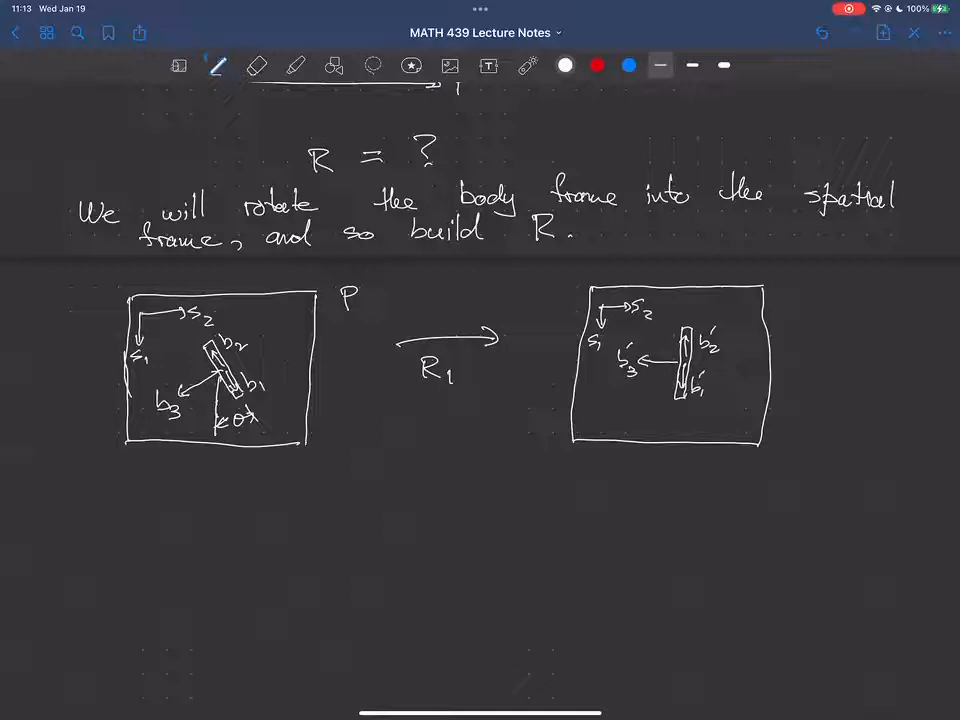 11:13 Wed Jan 19
100%
MATH 439 Lecture Notes
R = ?
We will rotate the body frame into the spatial
frame, and so build R.
P
s₂
s₁
b₂
b₁
b₃
θ
R₁
s₂
s₁
b₂'
b₃'
b₁'